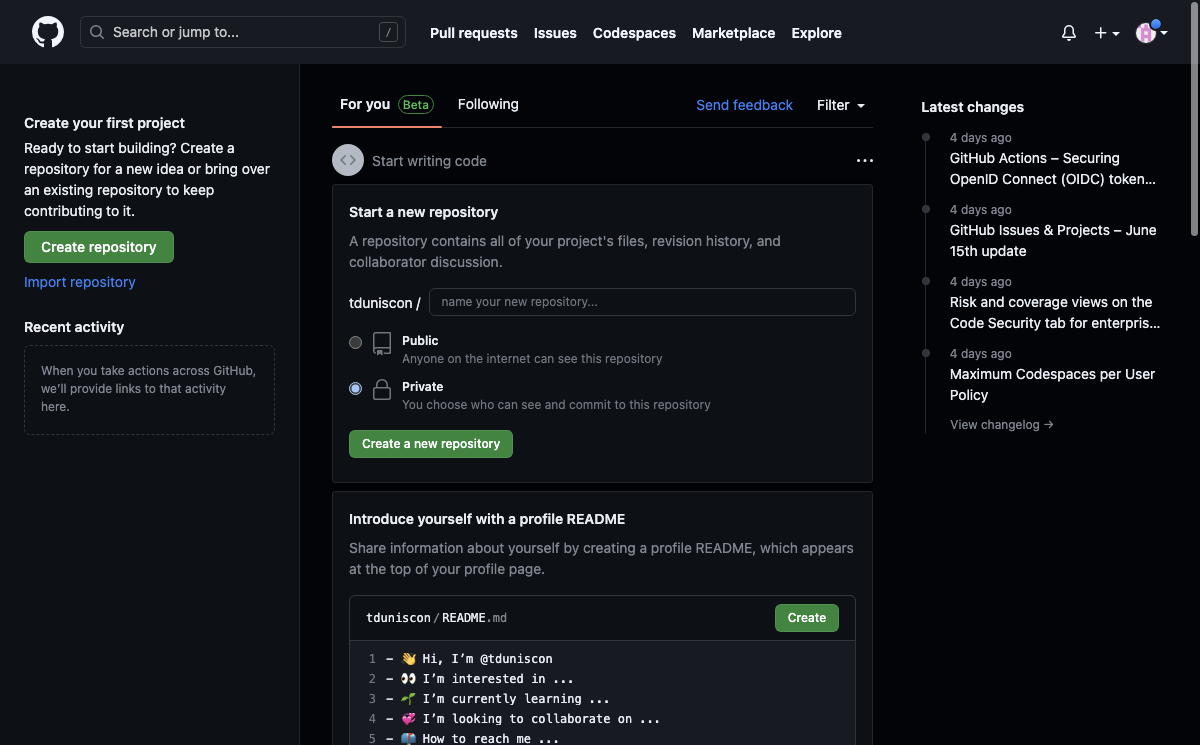 Search or jump to...
/
Pull requests
Issues
Codespaces
Marketplace
Explore
Create your first project
Ready to start building? Create a
repository for a new idea or bring over
an existing repository to keep
contributing to it.
Create repository
Import repository
Recent activity
When you take actions across GitHub,
we'll provide links to that activity
here.
For you Beta
Following
Send feedback
Filter
Start writing code
Start a new repository
A repository contains all of your project's files, revision history, and
collaborator discussion.
tduniscon /
name your new repository...
Public
Anyone on the internet can see this repository
Private
You choose who can see and commit to this repository
Create a new repository
Introduce yourself with a profile README
Share information about yourself by creating a profile README, which appears
at the top of your profile page.
tduniscon/README.md
Create
1 – 👋 Hi, I’m @tduniscon
2 – 👀 I’m interested in ...
3 – 🌱 I’m currently learning ...
4 – 💞️ I’m looking to collaborate on ...
5 – 📫 How to reach me ...
Latest changes
4 days ago
GitHub Actions – Securing
OpenID Connect (OIDC) token...
4 days ago
GitHub Issues & Projects – June
15th update
4 days ago
Risk and coverage views on the
Code Security tab for enterpris...
4 days ago
Maximum Codespaces per User
Policy
View changelog →